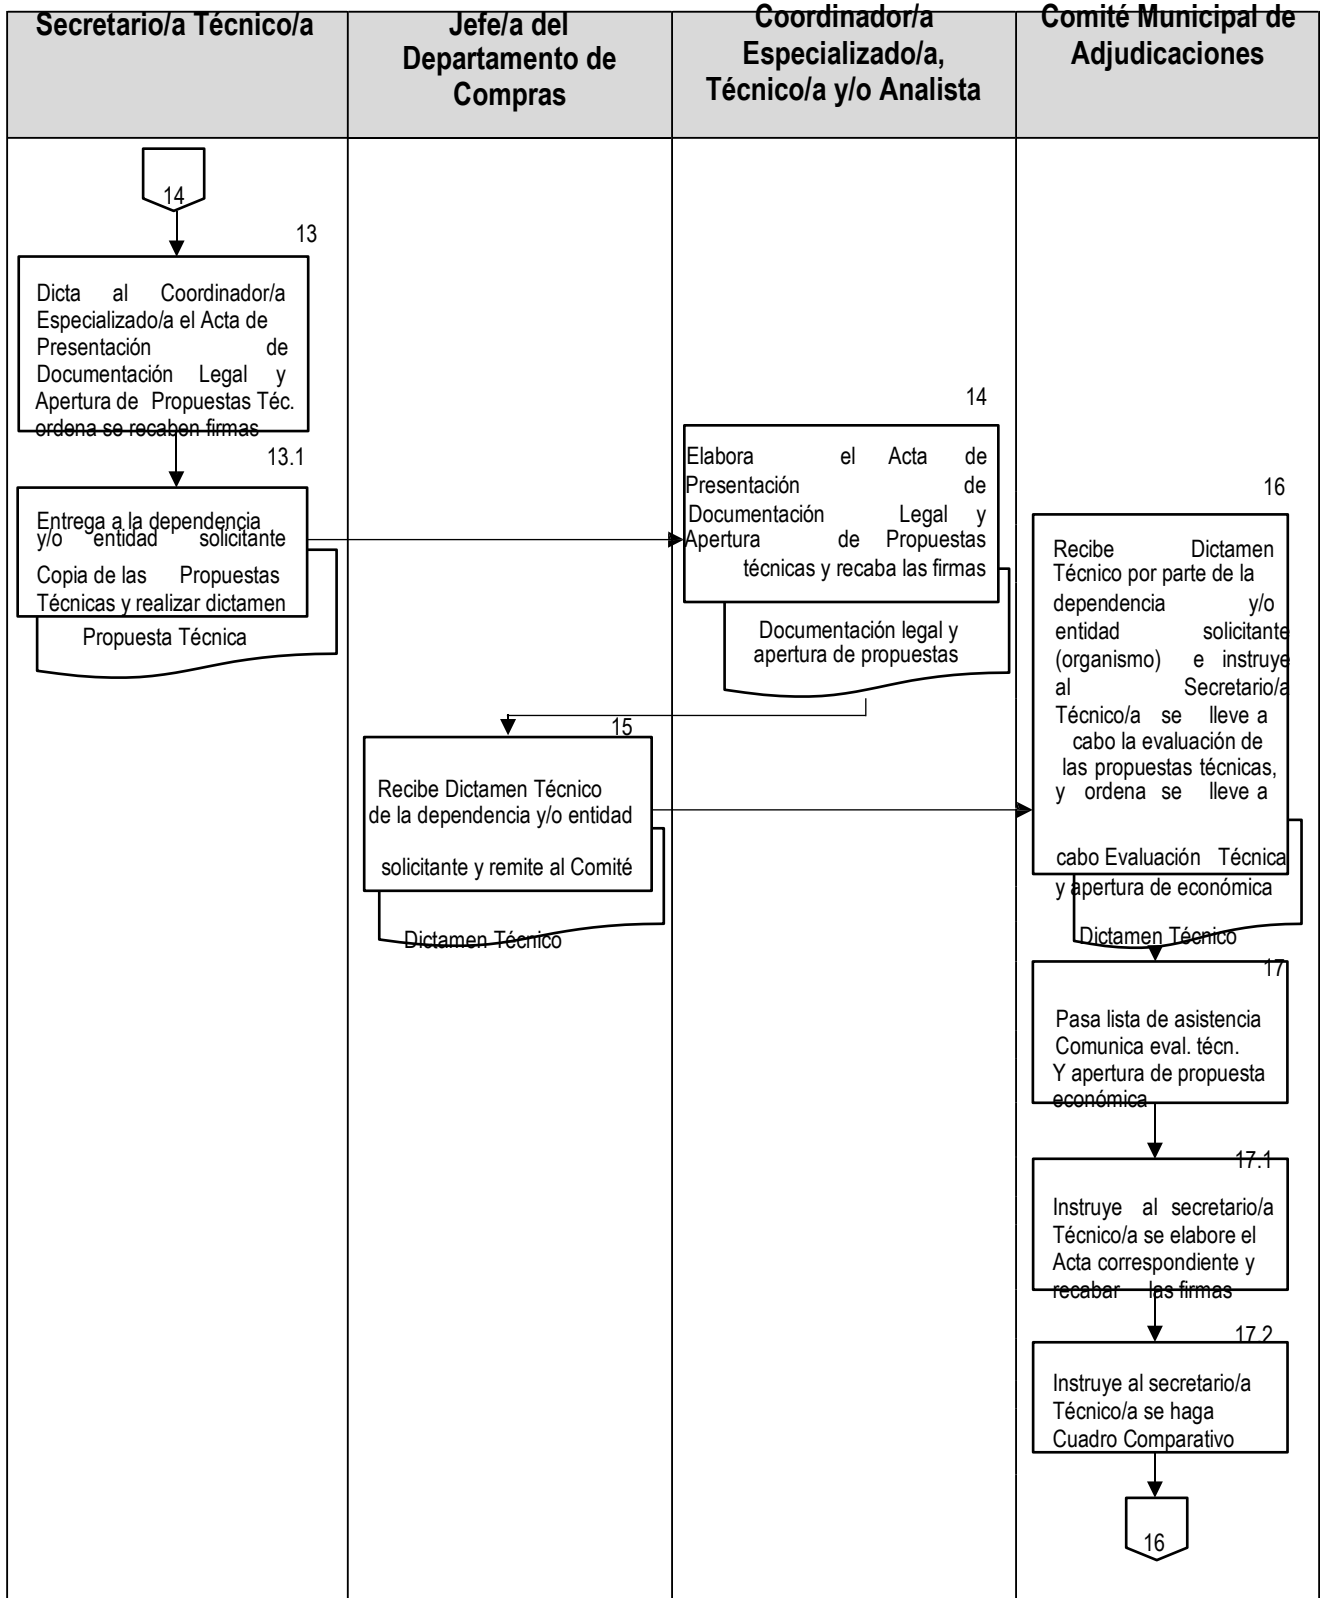 Secretario/a Técnico/a
Jefe/a del
Departamento de
Compras
Coordinador/a
Especializado/a,
Técnico/a y/o Analista
Comité Municipal de
Adjudicaciones
14
13
Dicta al Coordinador/a
Especializado/a el Acta de
Presentación de
Documentación Legal y
Apertura de Propuestas Téc.
ordena se recaben firmas
13.1
Entrega a la dependencia
y/o entidad solicitante
Copia de las Propuestas
Técnicas y realizar dictamen
Propuesta Técnica
14
Elabora el Acta de
Presentación de
Documentación Legal y
Apertura de Propuestas
técnicas y recaba las firmas
Documentación legal y
apertura de propuestas
15
Recibe Dictamen Técnico
de la dependencia y/o entidad
solicitante y remite al Comité
Dictamen Técnico
16
Recibe Dictamen
Técnico por parte de la
dependencia y/o
entidad solicitante
(organismo) e instruye
al Secretario/a
Técnico/a se lleve a
cabo la evaluación de
las propuestas técnicas,
y ordena se lleve a
cabo Evaluación Técnica
y apertura de económica
Dictamen Técnico
17
Pasa lista de asistencia
Comunica eval. técn.
Y apertura de propuesta
económica
17.1
Instruye al secretario/a
Técnico/a se elabore el
Acta correspondiente y
recabar las firmas
17.2
Instruye al secretario/a
Técnico/a se haga
Cuadro Comparativo
16